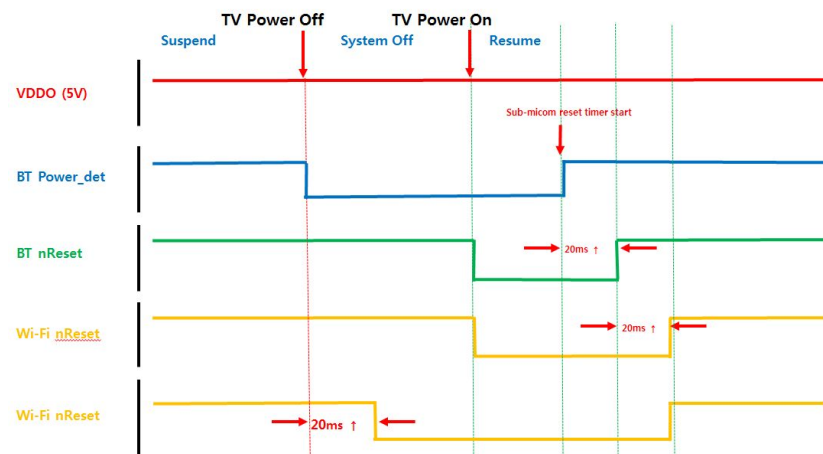 TV Power Off
TV Power On
Suspend
System Off
Resume
VDDO (5V)
Sub-micom reset timer start
BT Power_det
BT nReset
20ms ↑
Wi-Fi nReset
20ms ↑
Wi-Fi nReset
20ms ↑